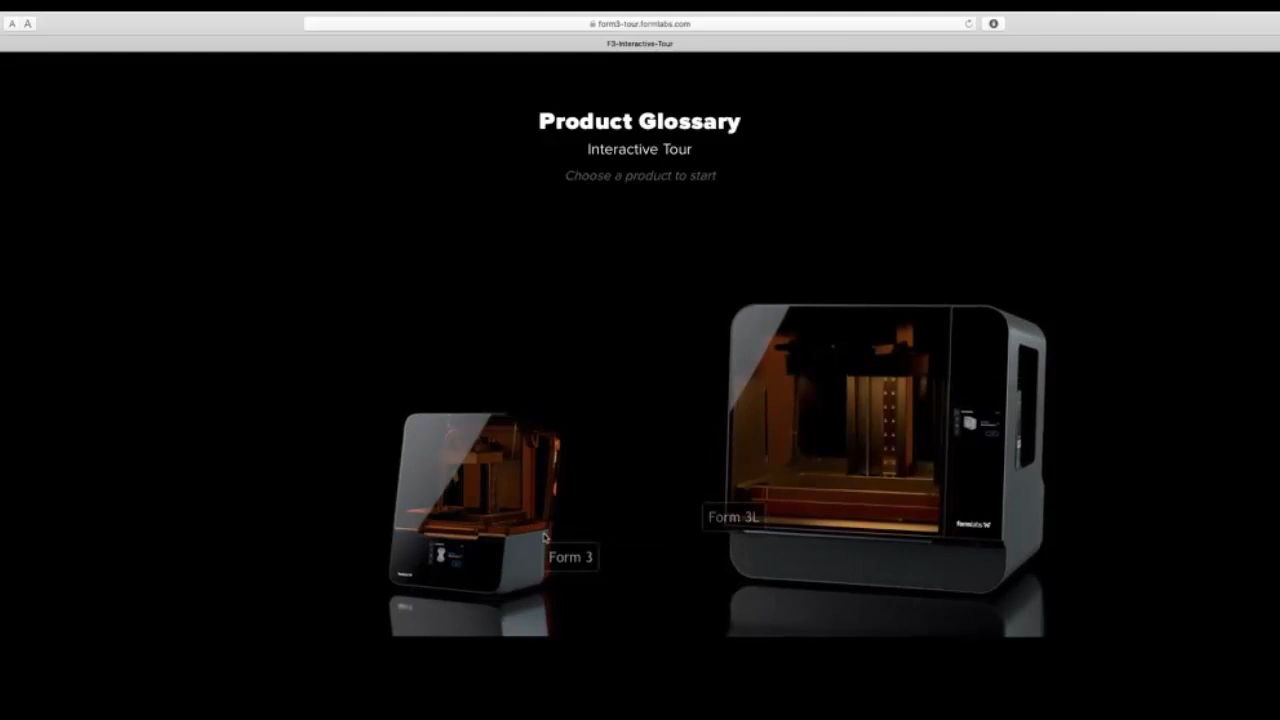 A A
form3-tour.formlabs.com
F3-Interactive-Tour
Product Glossary
Interactive Tour
Choose a product to start
Form 3L
formlabs
Form 3